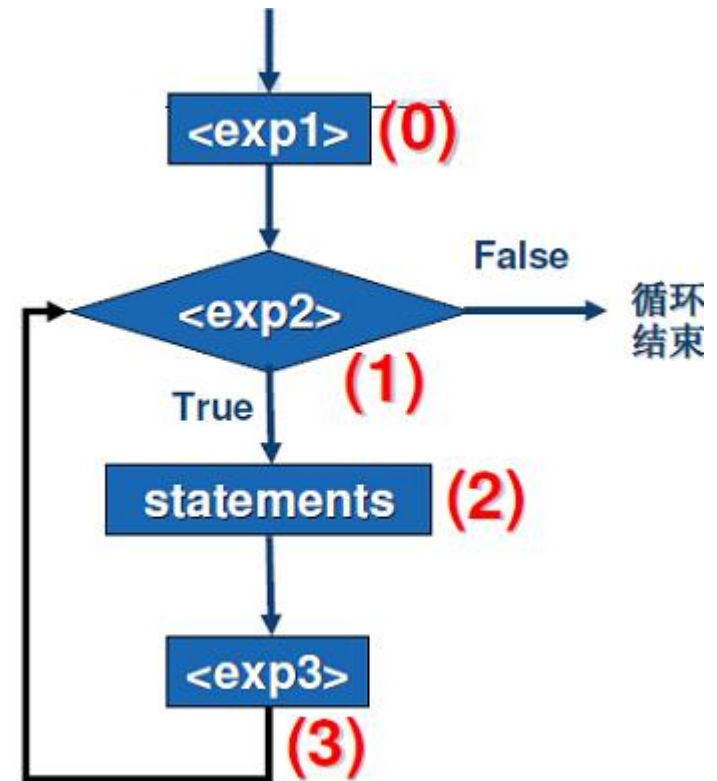 <exp1> (0)
False
<exp2>
循环
结束
(1)
True
statements (2)
<exp3>
(3)